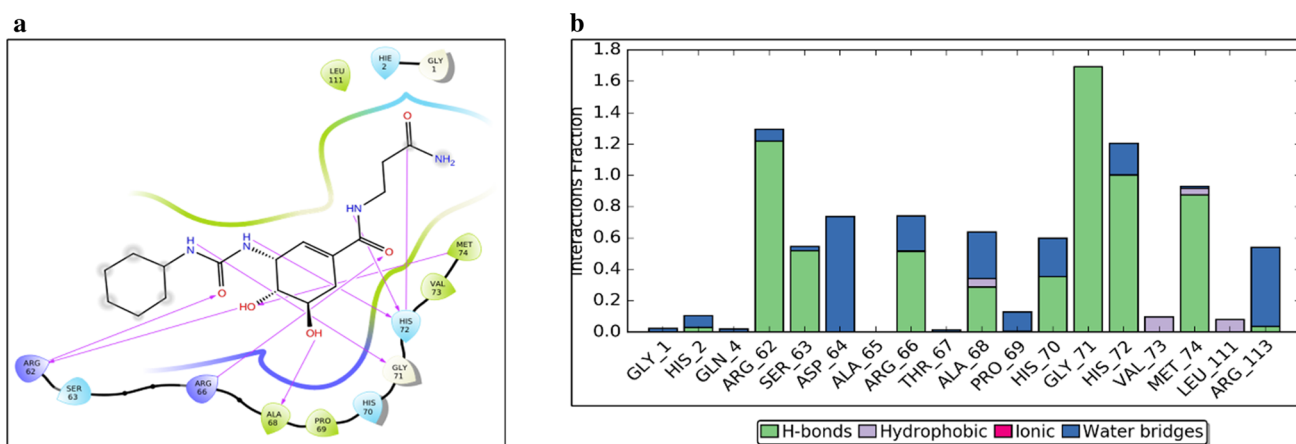 a
LEU
111
HIE
2
GLY
1
O
NH₂
HN
O
H
N
H
N
O
HO
OH
MET
74
VAL
73
HIS
72
GLY
71
HIS
70
PRO
69
ALA
68
ARG
66
SER
63
ARG
62
b
Interactions Fraction
1.8
1.6
1.4
1.2
1.0
0.8
0.6
0.4
0.2
0.0
GLY_1
HIS_2
GLN_4
ARG_62
SER_63
ASP_64
ALA_65
ARG_66
THR_67
ALA_68
PRO_69
HIS_70
GLY_71
HIS_72
VAL_73
MET_74
LEU_111
ARG_113
H-bonds Hydrophobic Ionic Water bridges